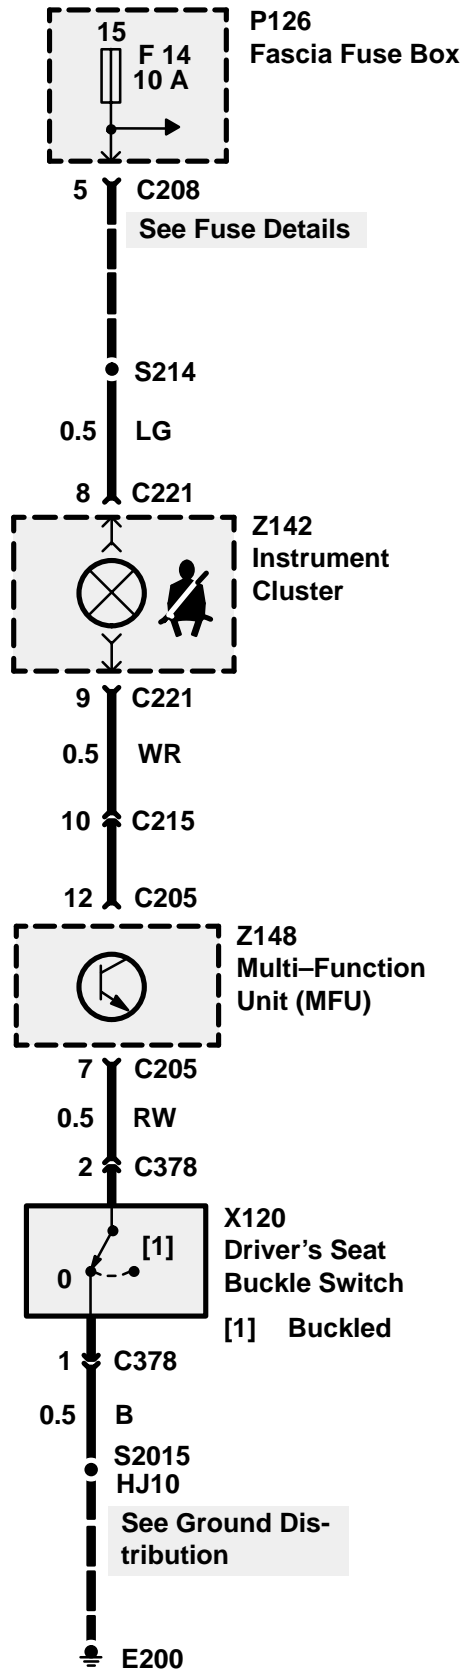 15
F 14
10 A
P126
Fascia Fuse Box
5 C208
See Fuse Details
S214
0.5 LG
8 C221
Z142
Instrument
Cluster
9 C221
0.5 WR
10 C215
12 C205
Z148
Multi–Function
Unit (MFU)
7 C205
0.5 RW
2 C378
X120
Driver's Seat
Buckle Switch
[1]
0
[1] Buckled
1 C378
0.5 B
S2015
HJ10
See Ground Dis-
tribution
E200